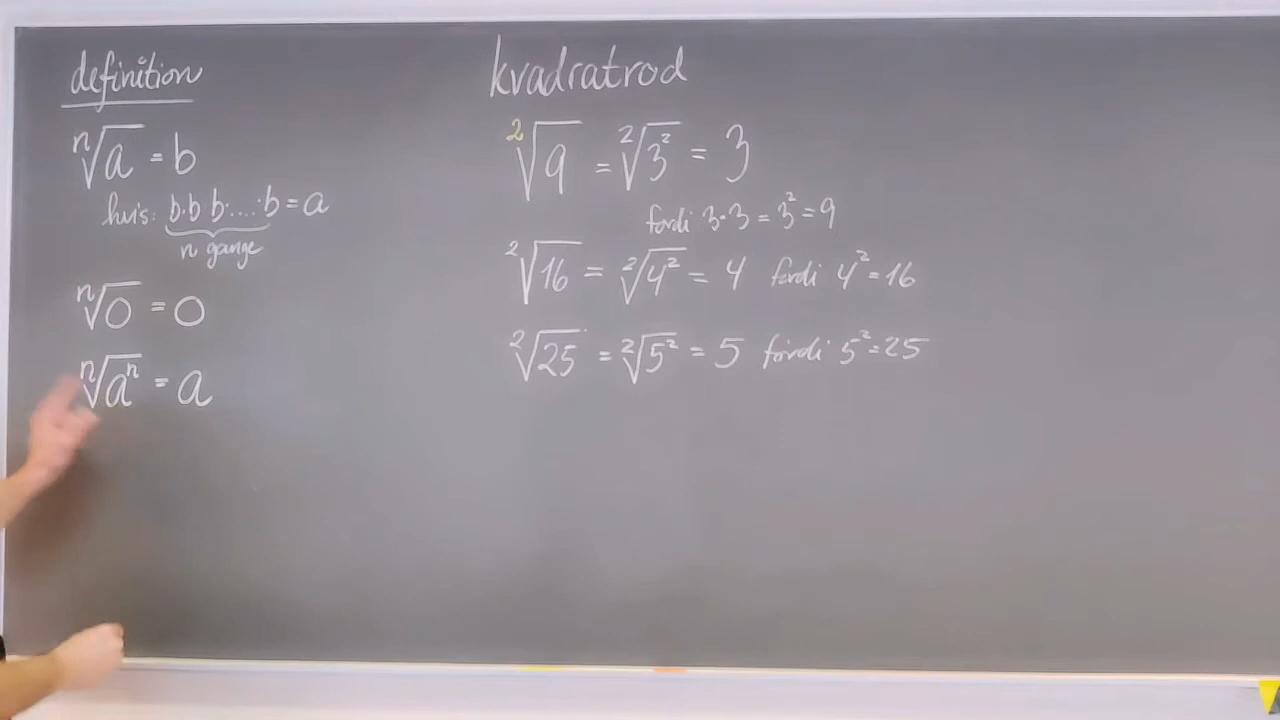 definition
ⁿ√a = b
hvis: b·b b·....·b = a
n gange
ⁿ√0 = 0
ⁿ√aⁿ = a
kvadratrod
²√9 = ²√3² = 3
fordi 3·3 = 3² = 9
²√16 = ²√4² = 4 fordi 4² = 16
²√25 = ²√5² = 5 fordi 5² = 25